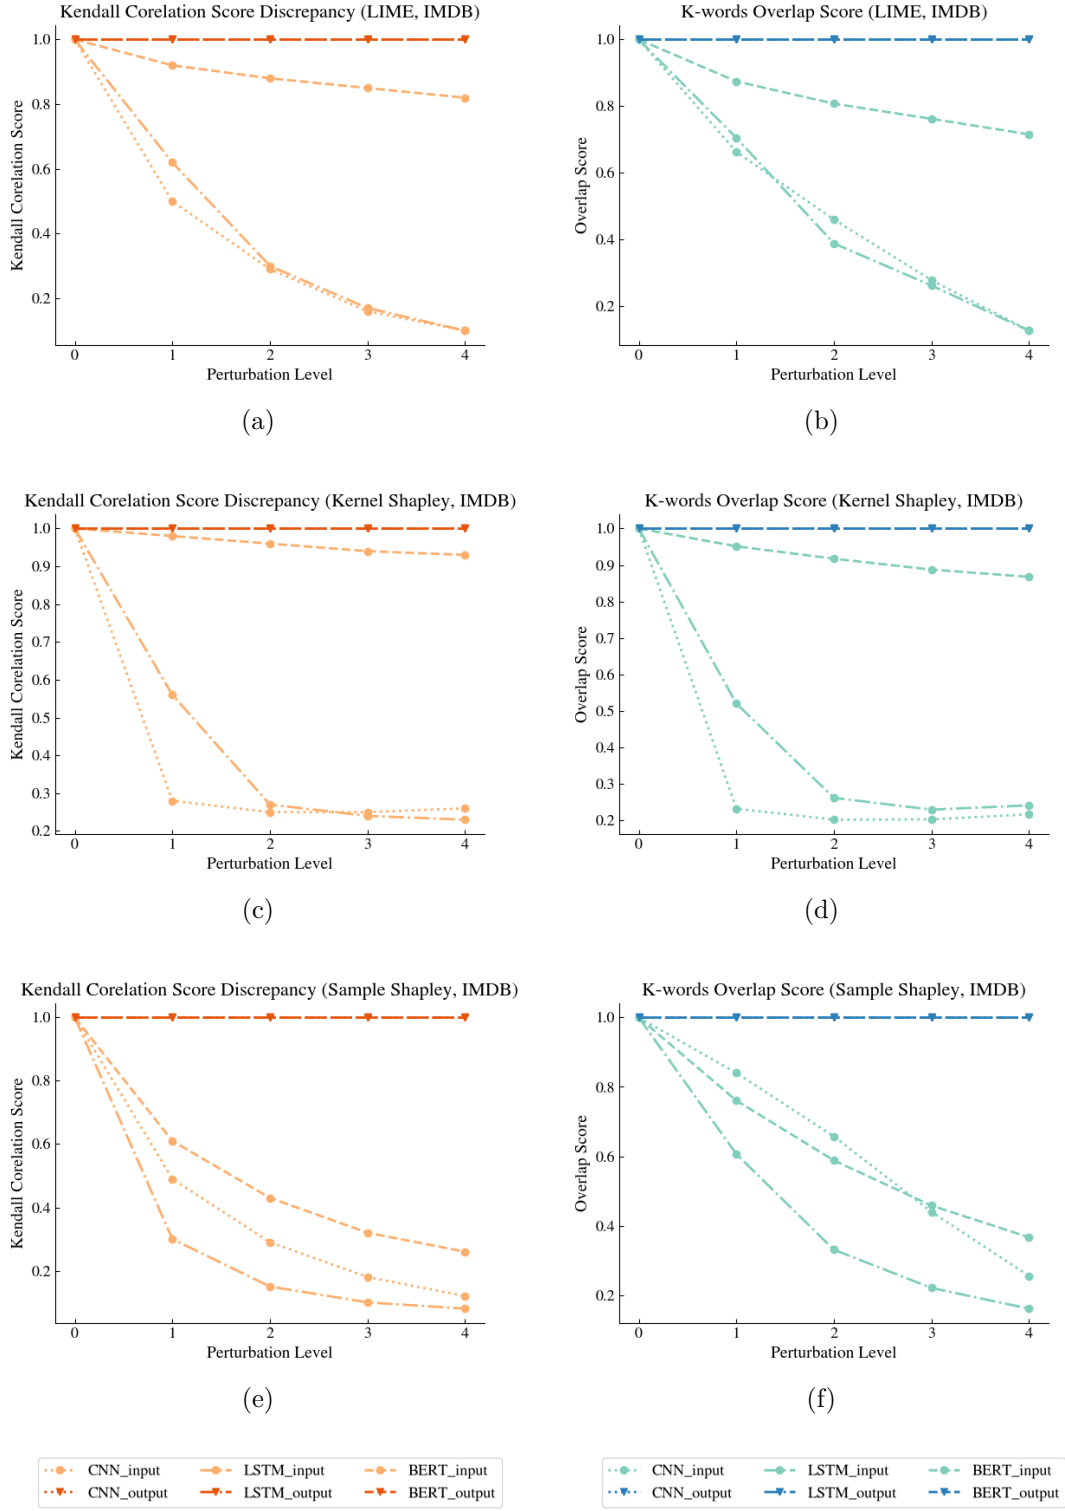 Kendall Corelation Score Discrepancy (LIME, IMDB)
Kendall Corelation Score
1.0
0.8
0.6
0.4
0.2
0 1 2 3 4
Perturbation Level
(a)
K-words Overlap Score (LIME, IMDB)
Overlap Score
1.0
0.8
0.6
0.4
0.2
0 1 2 3 4
Perturbation Level
(b)
Kendall Corelation Score Discrepancy (Kernel Shapley, IMDB)
Kendall Corelation Score
1.0
0.9
0.8
0.7
0.6
0.5
0.4
0.3
0.2
0 1 2 3 4
Perturbation Level
(c)
K-words Overlap Score (Kernel Shapley, IMDB)
Overlap Score
1.0
0.9
0.8
0.7
0.6
0.5
0.4
0.3
0.2
0 1 2 3 4
Perturbation Level
(d)
Kendall Corelation Score Discrepancy (Sample Shapley, IMDB)
Kendall Corelation Score
1.0
0.8
0.6
0.4
0.2
0 1 2 3 4
Perturbation Level
(e)
K-words Overlap Score (Sample Shapley, IMDB)
Overlap Score
1.0
0.8
0.6
0.4
0.2
0 1 2 3 4
Perturbation Level
(f)
CNN_input LSTM_input BERT_input
CNN_output LSTM_output BERT_output
CNN_input LSTM_input BERT_input
CNN_output LSTM_output BERT_output